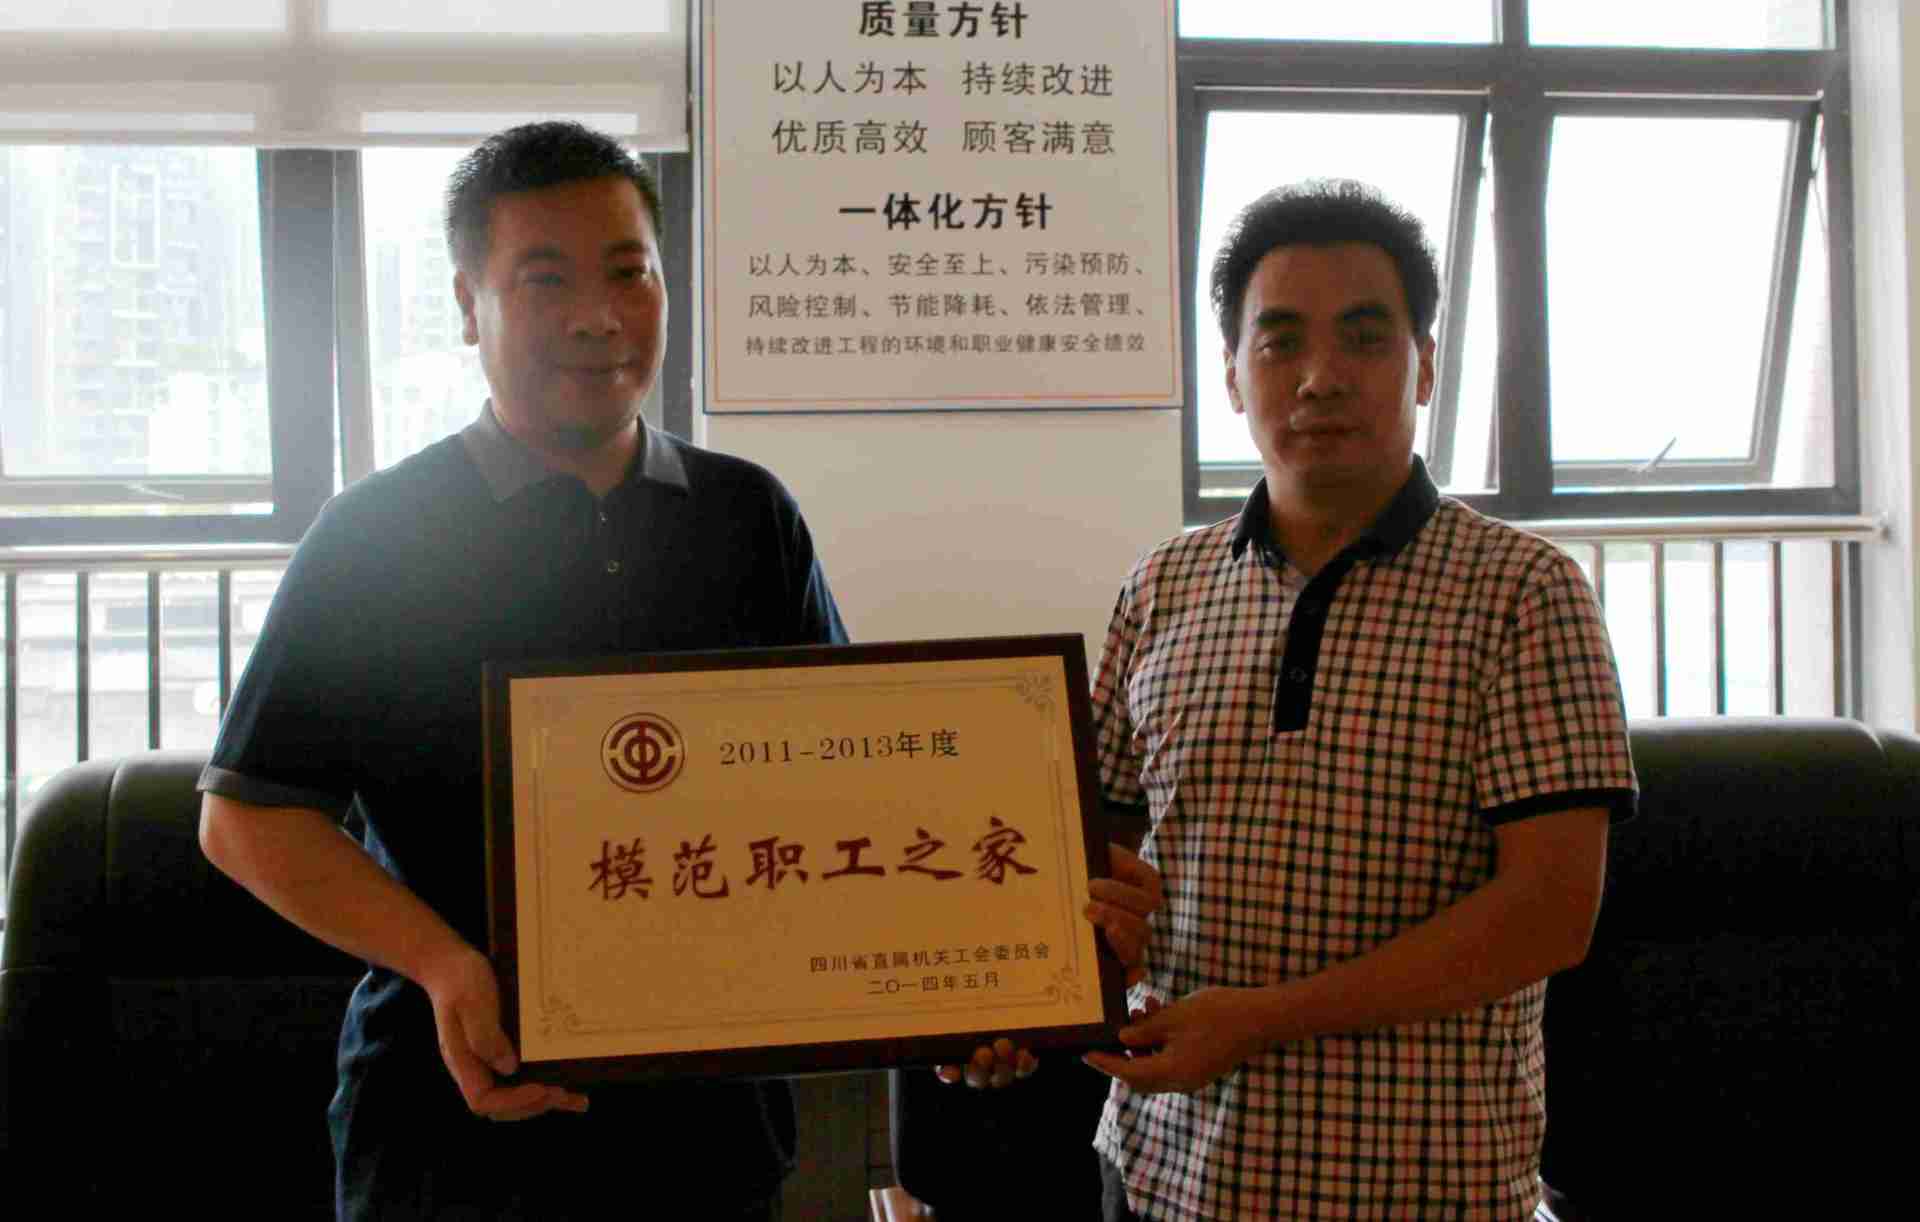 质量方针
以人为本 持续改进
优质高效 顾客满意
一体化方针
以人为本、安全至上、污染预防、
风险控制、节能降耗、依法管理、
持续改进工程的环境和职业健康安全绩效
2011-2013年度
模范职工之家
四川省直属机关工会委员会
二〇一四年五月